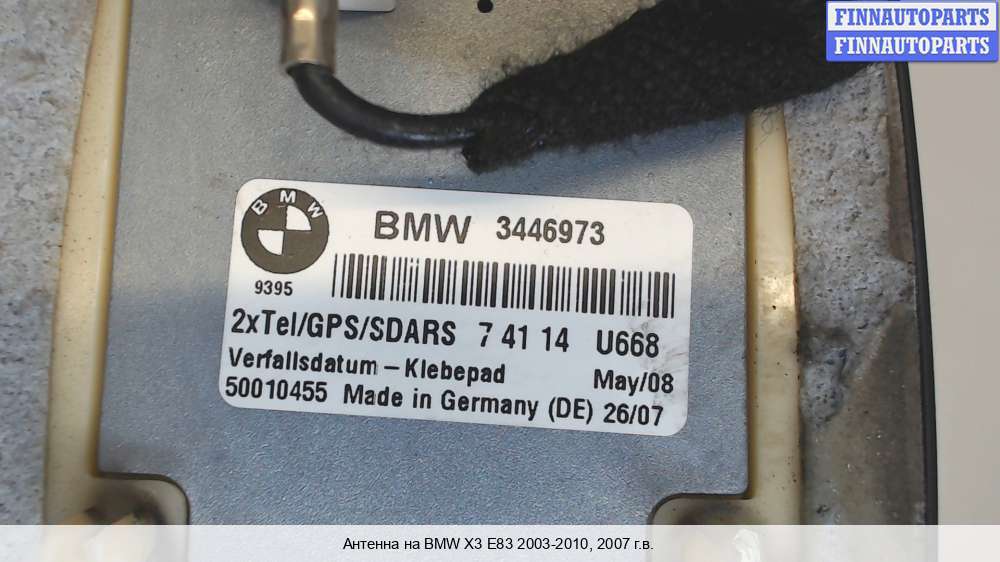 FINNAUTOPARTS
FINNAUTOPARTS
BMW
BMW 3446973
9395
2xTel/GPS/SDARS 7 41 14 U668
Verfallsdatum – Klebepad May/08
50010455 Made in Germany (DE) 26/07
Антенна на BMW X3 E83 2003-2010, 2007 г.в.